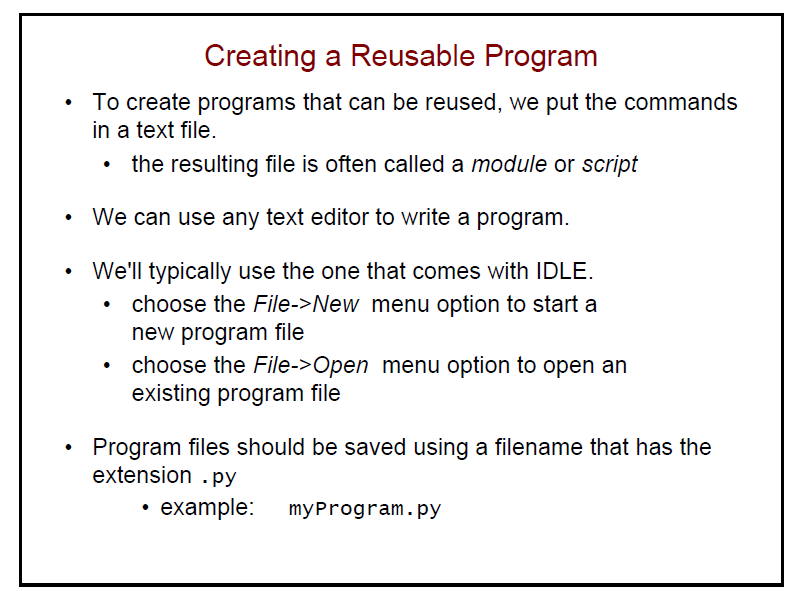 Creating a Reusable Program
• To create programs that can be reused, we put the commands
in a text file.
• the resulting file is often called a module or script
• We can use any text editor to write a program.
• We'll typically use the one that comes with IDLE.
• choose the File->New menu option to start a
new program file
• choose the File->Open menu option to open an
existing program file
• Program files should be saved using a filename that has the
extension .py
• example: myProgram.py